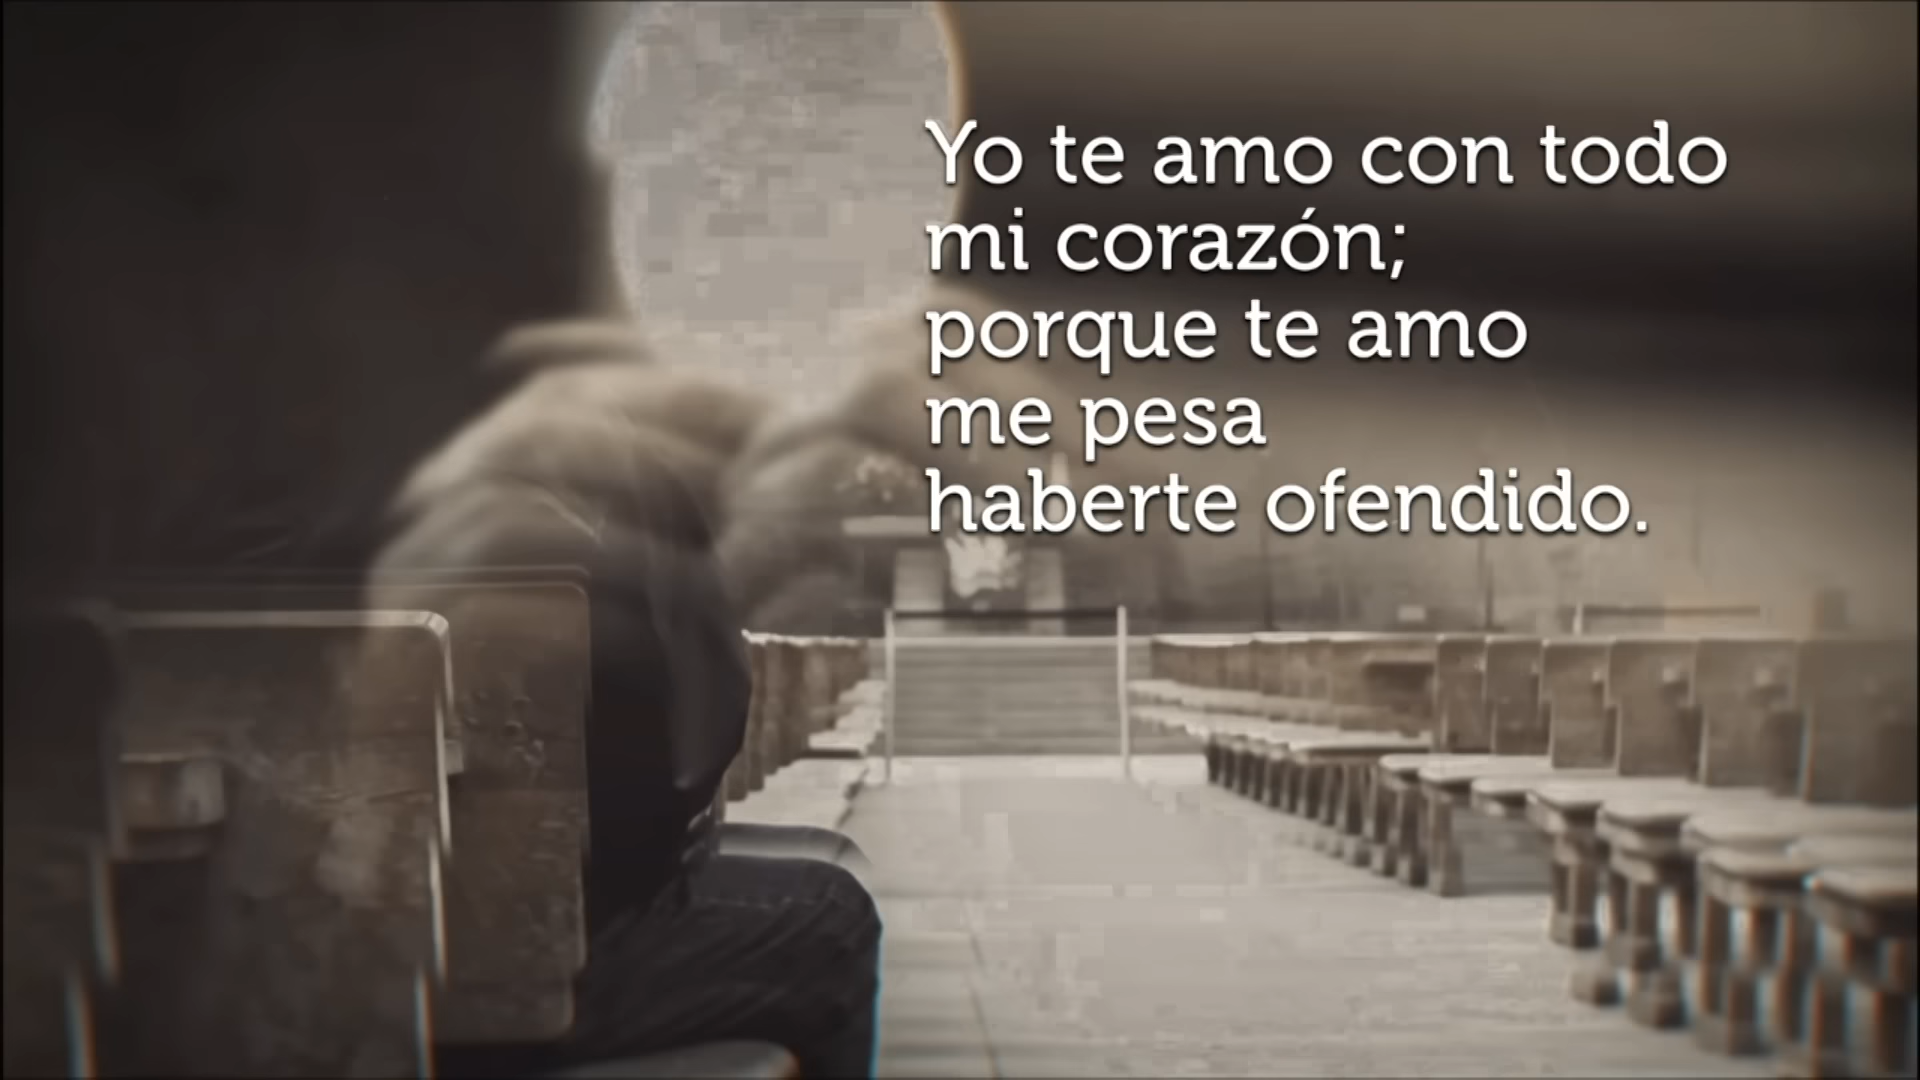 Yo te amo con todo
mi corazón;
porque te amo
me pesa
haberte ofendido.